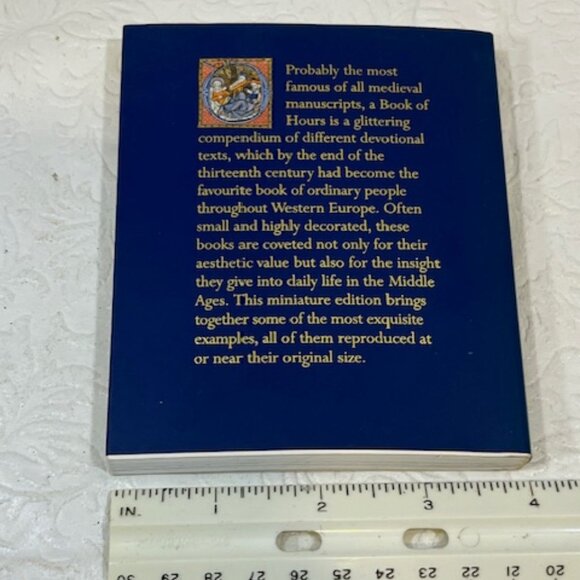 Probably the most
famous of all medieval
manuscripts, a Book of
Hours is a glittering
compendium of different devotional
texts, which by the end of the
thirteenth century had become the
favourite book of ordinary people
throughout Western Europe. Often
small and highly decorated, these
books are coveted not only for their
aesthetic value but also for the insight
they give into daily life in the Middle
Ages. This miniature edition brings
together some of the most exquisite
examples, all of them reproduced at
or near their original size.
IN. 1 2 3 4
30 29 28 27 26 25 24 23 22 21 20